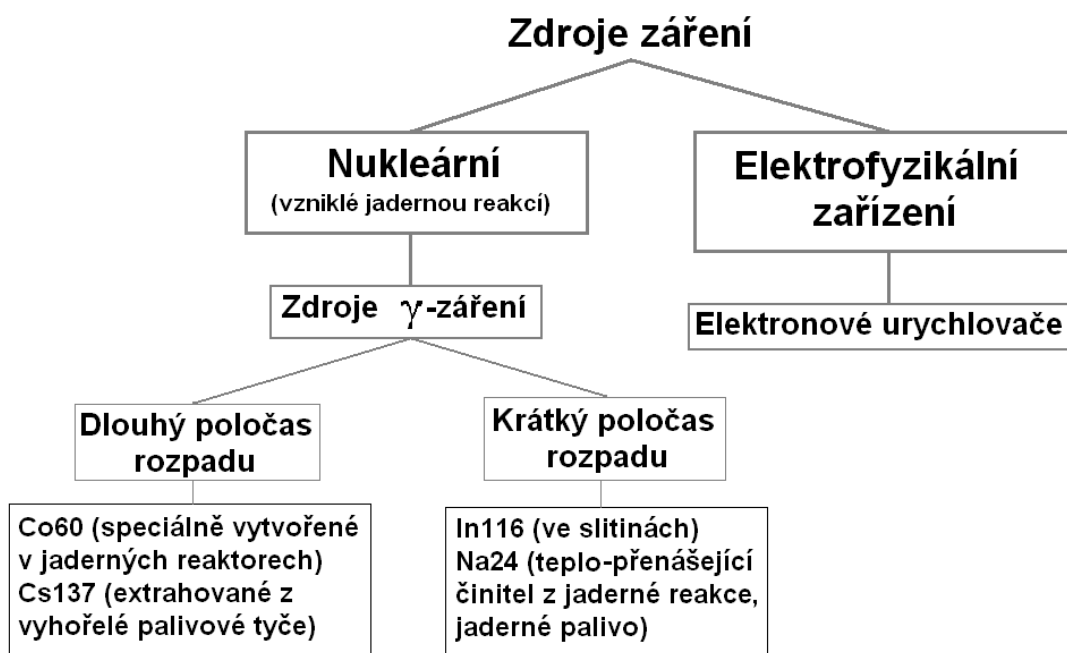 Zdroje záření
Nukleární
(vzniklé jadernou reakcí)
Elektrofyzikální
zařízení
Zdroje γ-záření
Elektronové urychlovače
Dlouhý poločas
rozpadu
Krátký poločas
rozpadu
Co60 (speciálně vytvořené
v jaderných reaktorech)
Cs137 (extrahované z
vyhořelé palivové tyče)
In116 (ve slitinách)
Na24 (teplo-přenášející
činitel z jaderné reakce,
jaderné palivo)